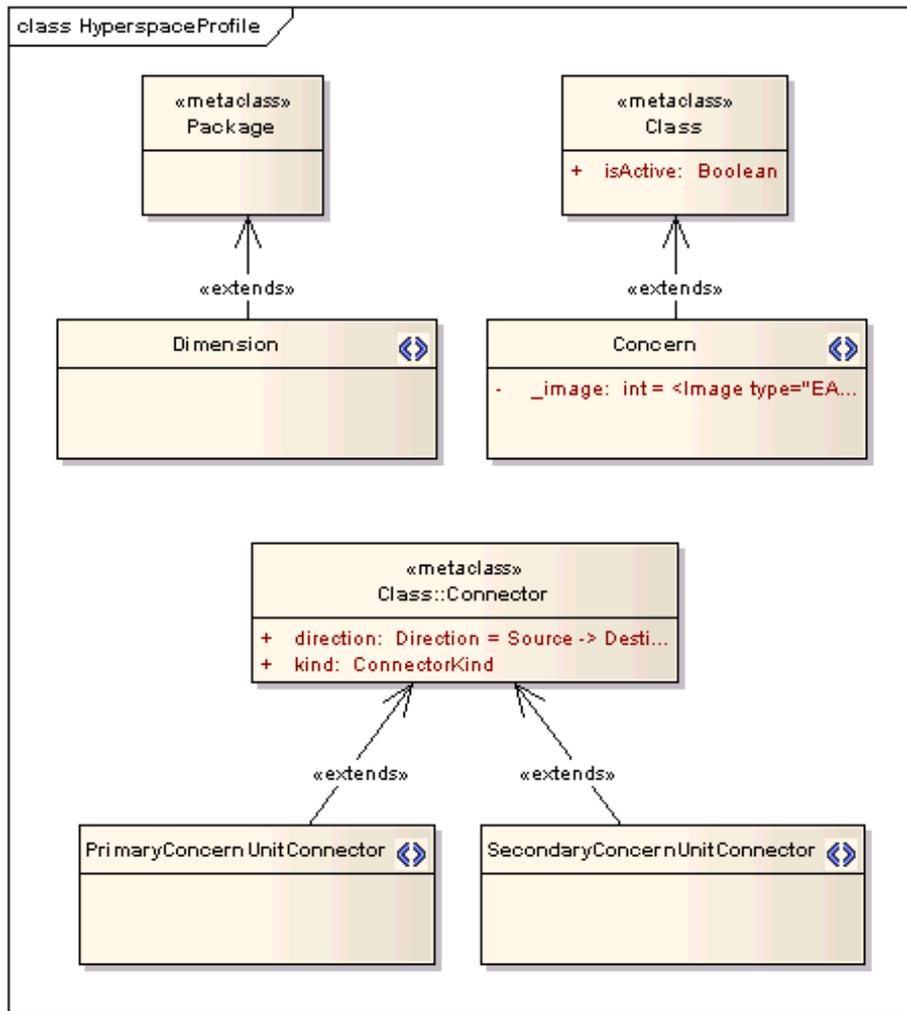 class HyperspaceProfile
«metaclass»
Package
«metaclass»
Class
+ isActive: Boolean
«extends»
«extends»
Dimension
Concern
- _image: int = <Image type="EA...
«metaclass»
Class::Connector
+ direction: Direction = Source -> Desti...
+ kind: ConnectorKind
«extends»
«extends»
PrimaryConcernUnitConnector
SecondaryConcernUnitConnector